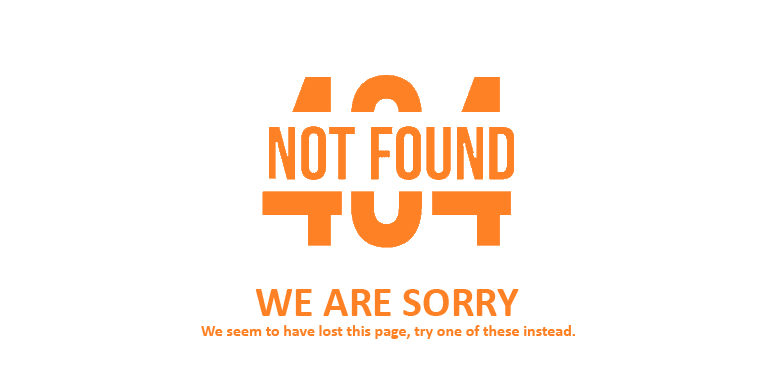 404
NOT FOUND
WE ARE SORRY
We seem to have lost this page, try one of these instead.